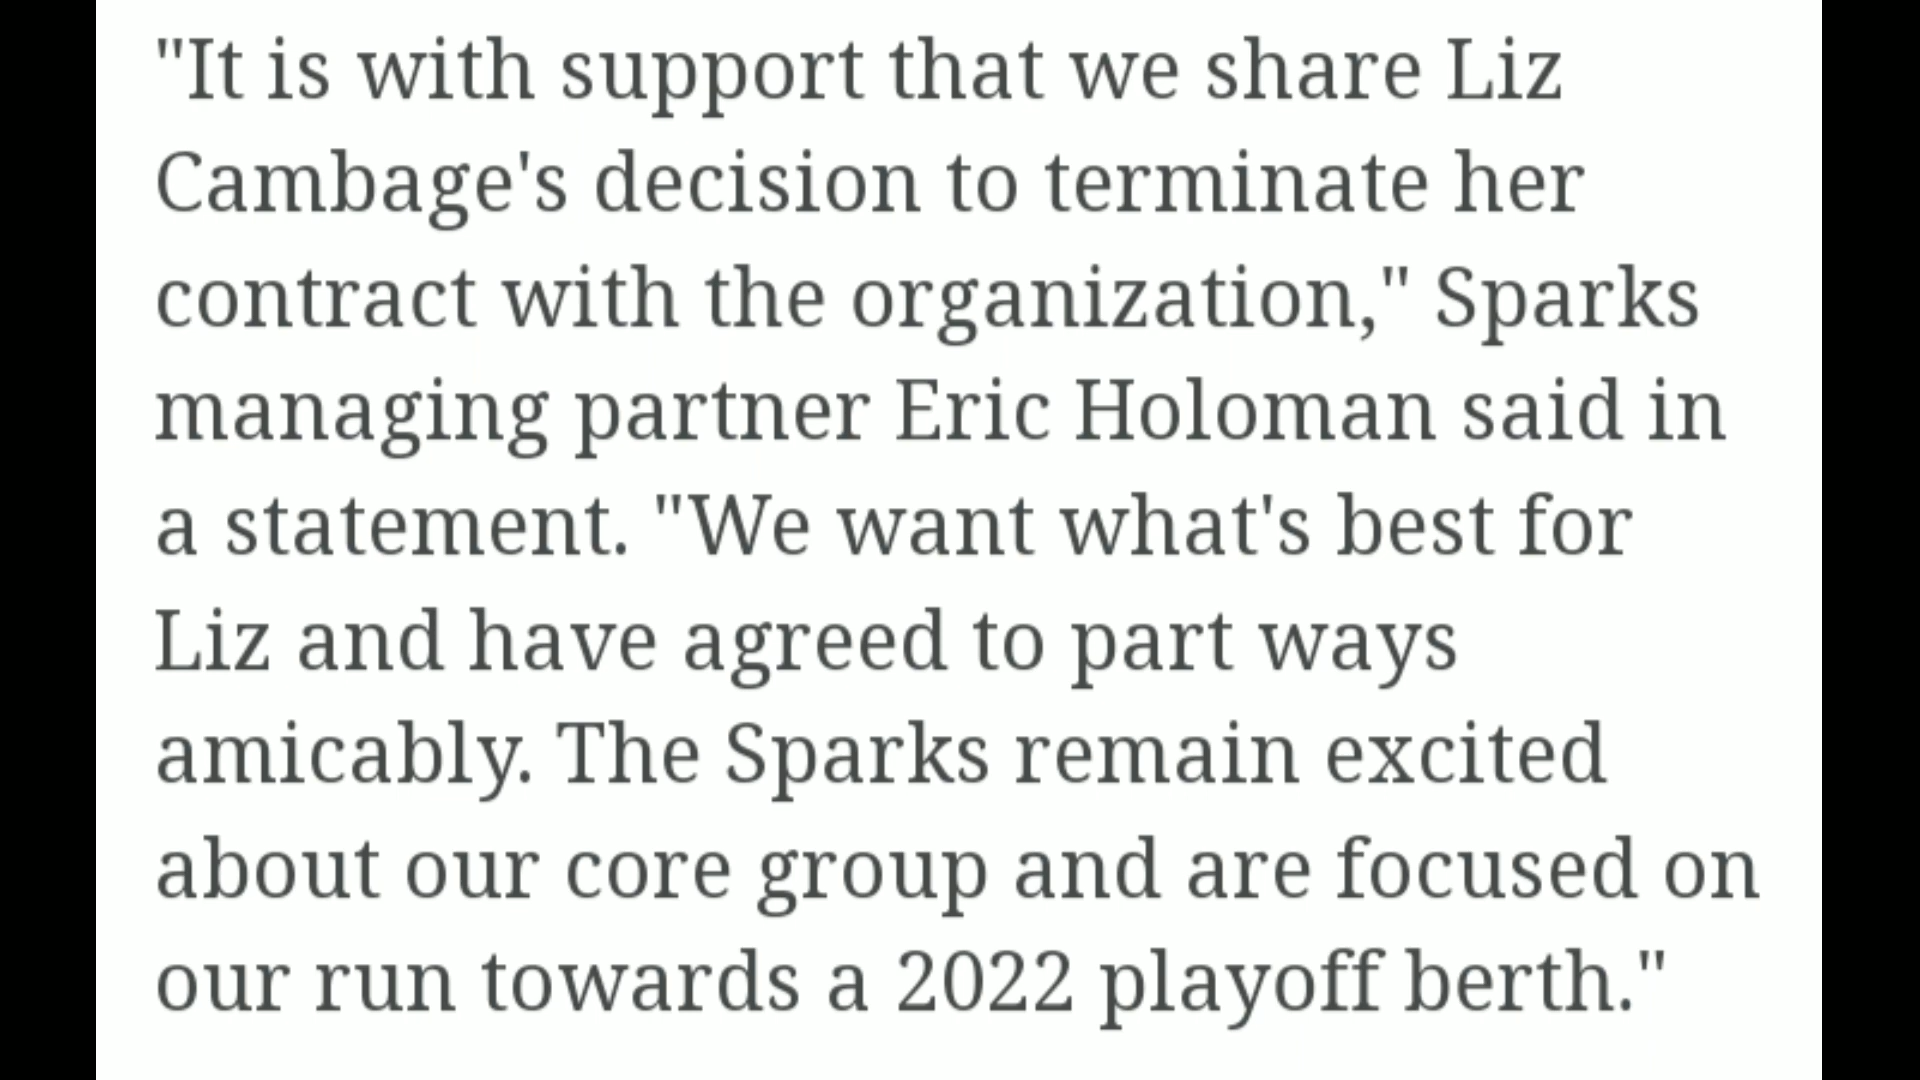 "It is with support that we share Liz
Cambage's decision to terminate her
contract with the organization," Sparks
managing partner Eric Holoman said in
a statement. "We want what's best for
Liz and have agreed to part ways
amicably. The Sparks remain excited
about our core group and are focused on
our run towards a 2022 playoff berth."